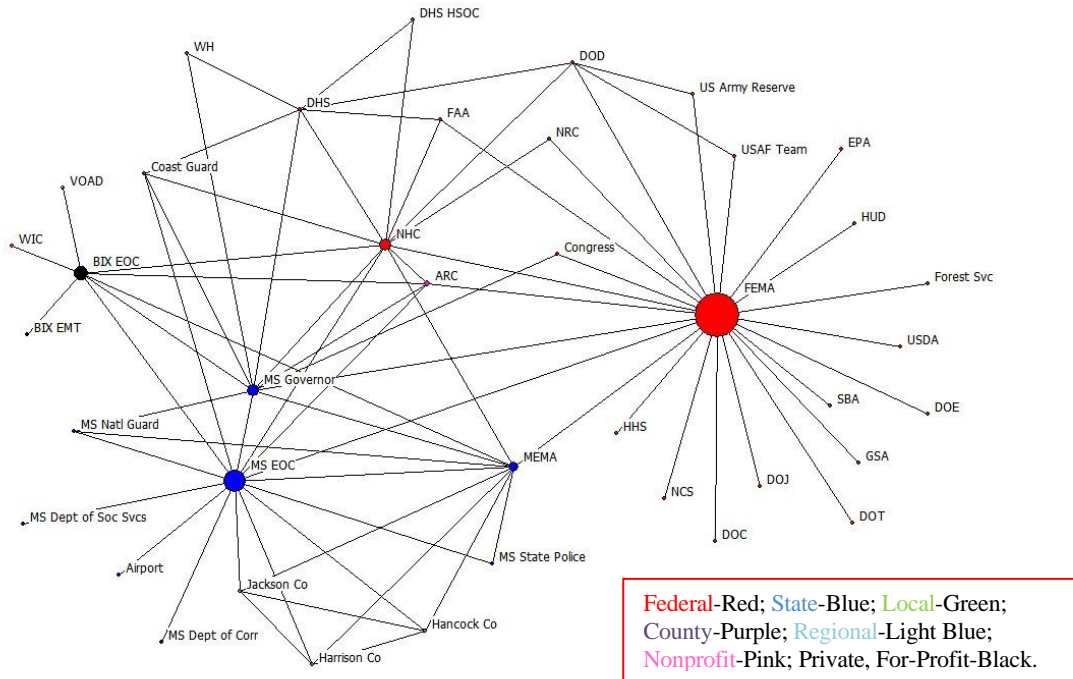 DHS HSOC
WH
DOD
US Army Reserve
DHS
FAA
NRC
EPA
USAF Team
Coast Guard
VOAD
HUD
WIC
NHC
Congress
BIX EOC
ARC
Forest Svc
FEMA
BIX EMT
USDA
MS Governor
SBA
DOE
MS Natl Guard
HHS
MEMA
GSA
MS EOC
DOJ
NCS
MS Dept of Soc Svcs
DOT
DOC
MS State Police
Airport
Jackson Co
Hancock Co
MS Dept of Corr
Harrison Co
Federal-Red; State-Blue; Local-Green;
County-Purple; Regional-Light Blue;
Nonprofit-Pink; Private, For-Profit-Black.